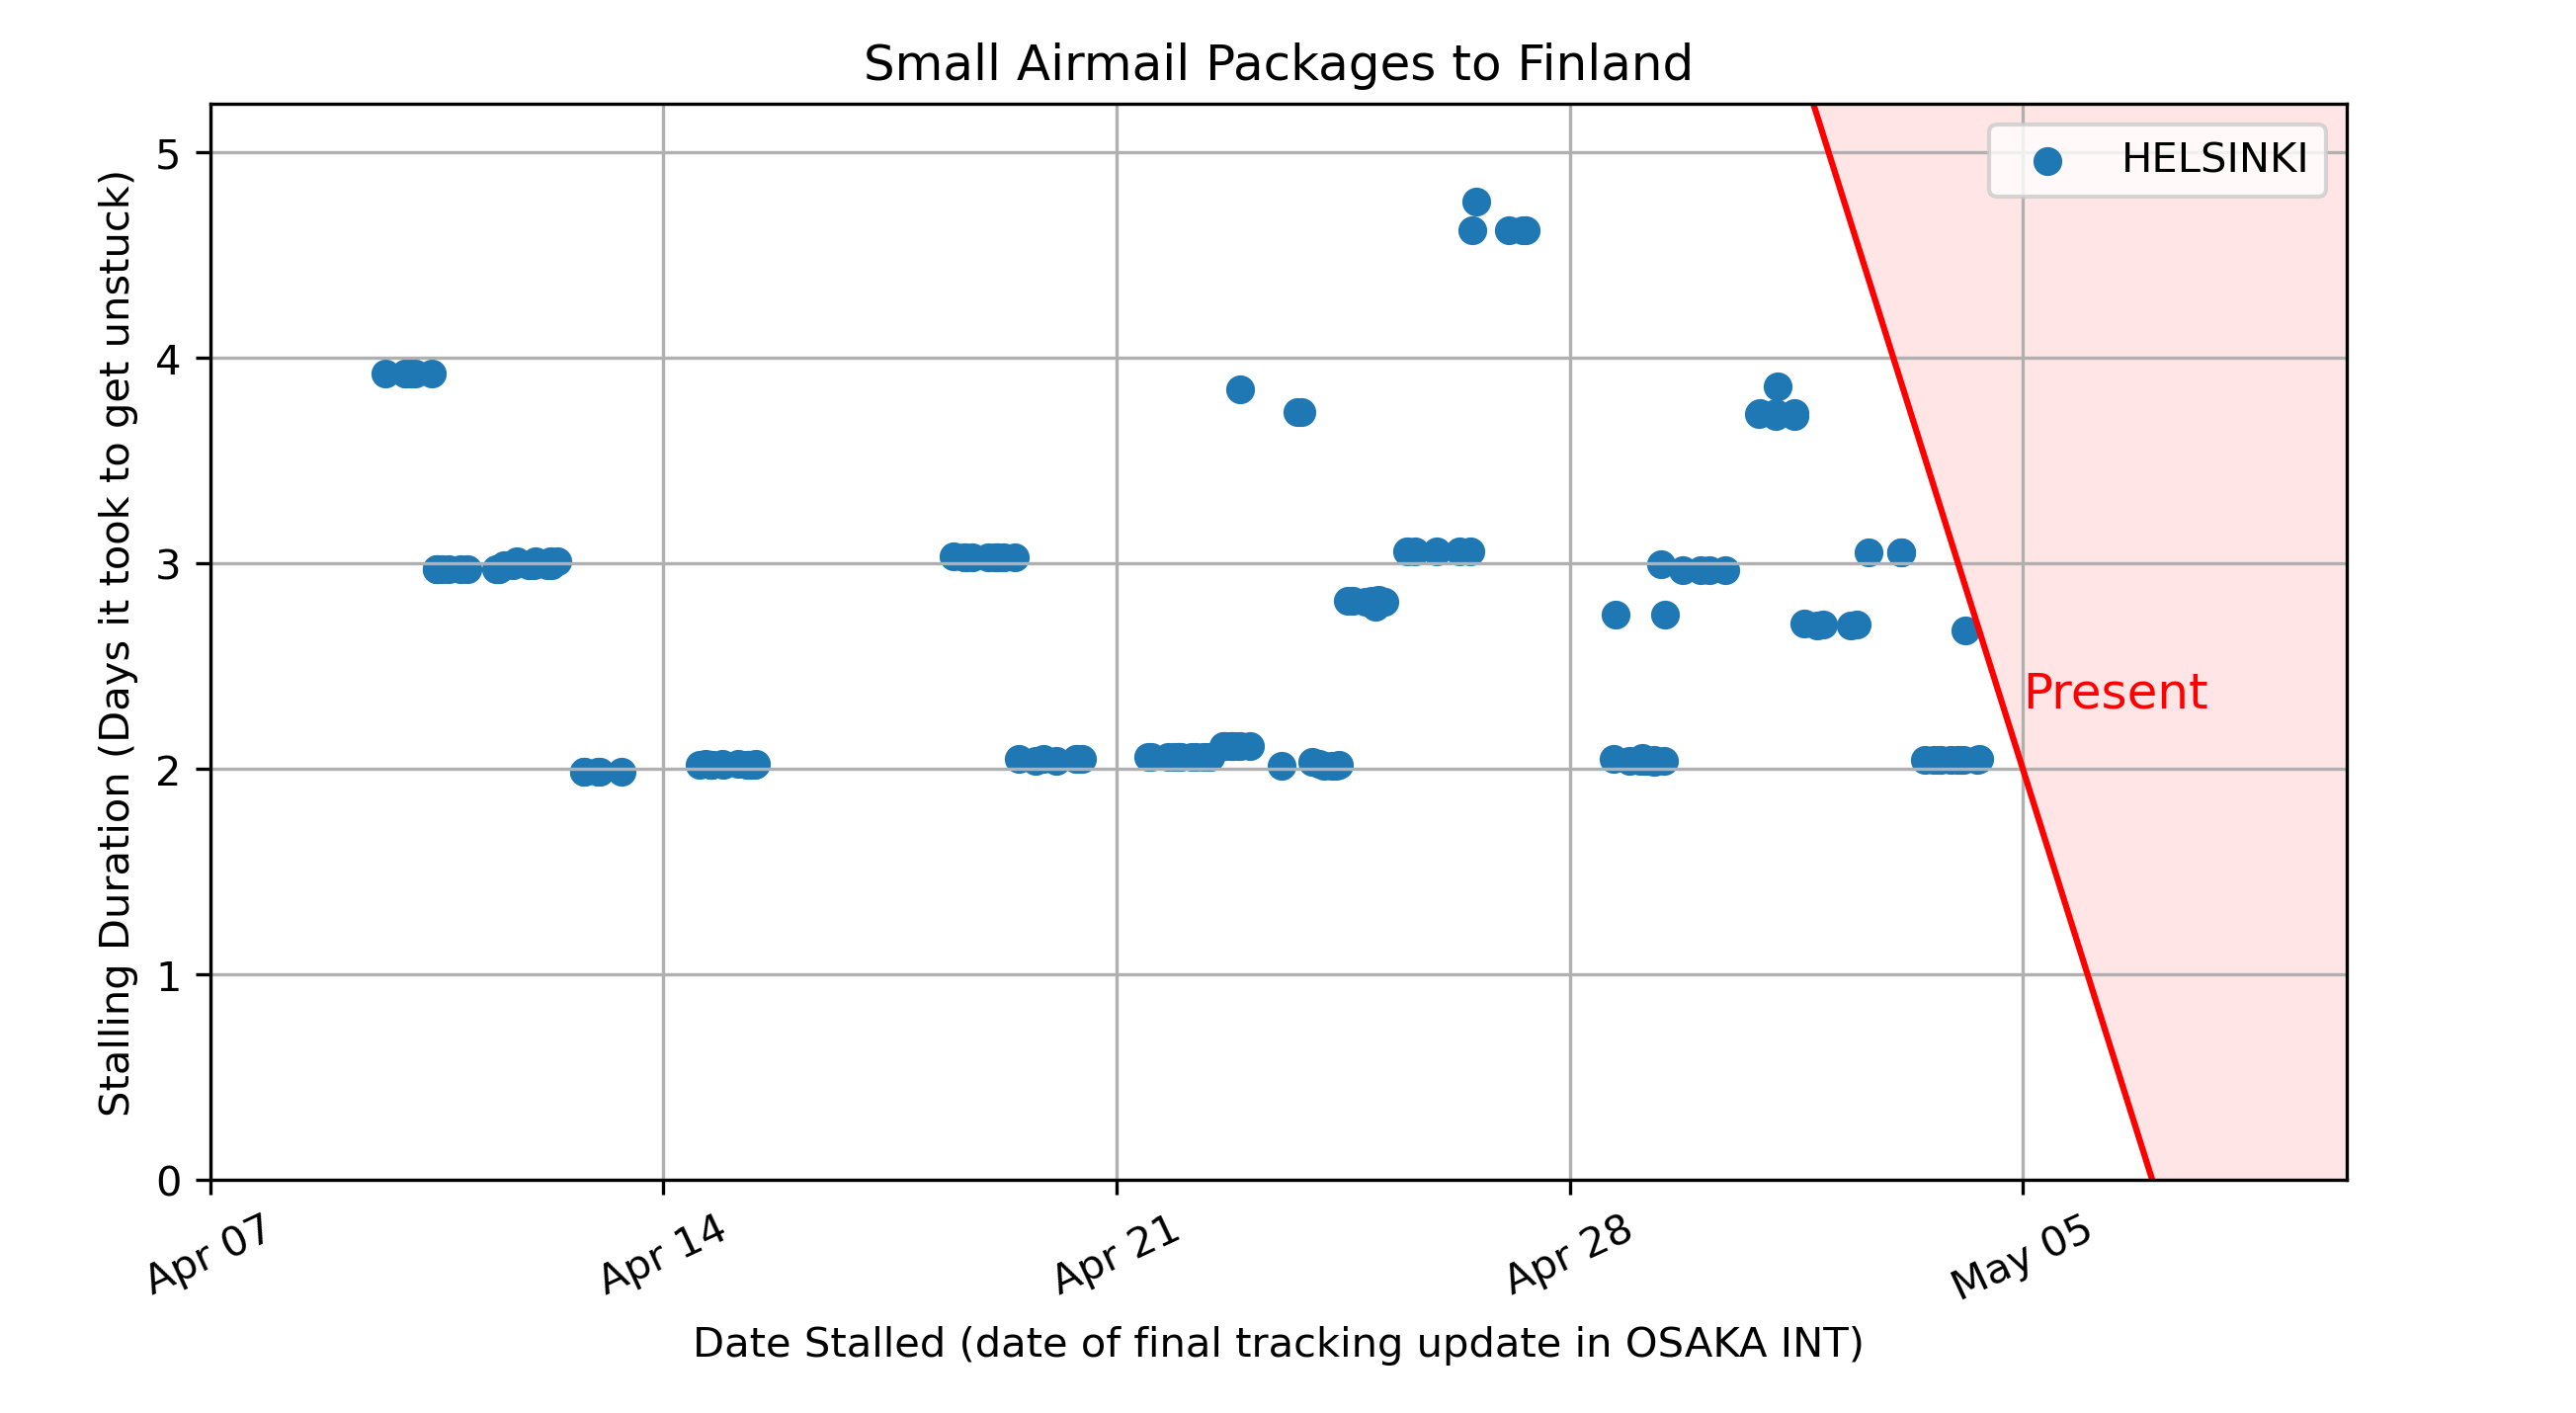 Small Airmail Packages to Finland
HELSINKI
Present
Stalling Duration (Days it took to get unstuck)
5
4
3
2
1
0
Apr 07
Apr 14
Apr 21
Apr 28
May 05
Date Stalled (date of final tracking update in OSAKA INT)